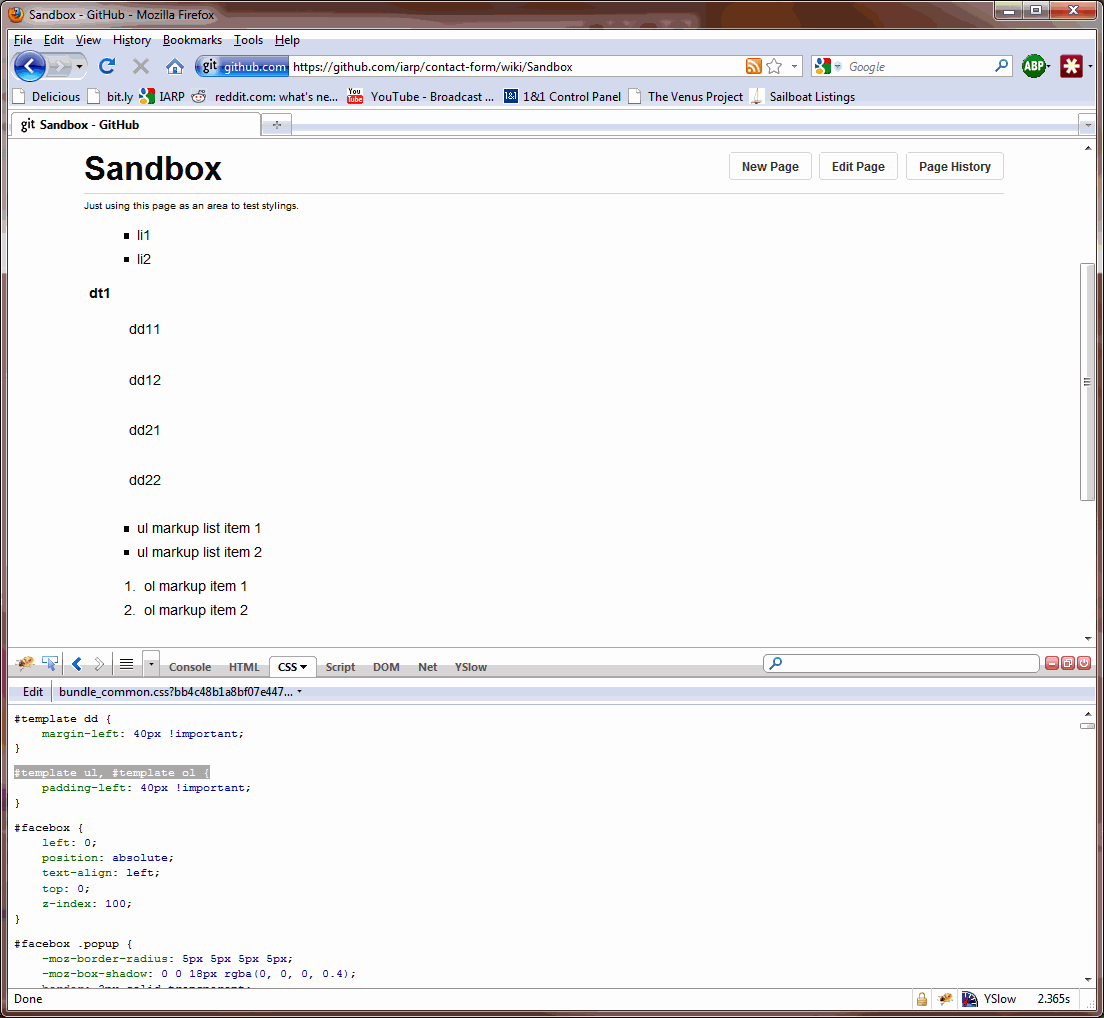 Sandbox - GitHub - Mozilla Firefox
File Edit View History Bookmarks Tools Help
git github.com https://github.com/iarp/contact-form/wiki/Sandbox Google ABP
Delicious bit.ly IARP reddit.com: what's ne... You Tube YouTube - Broadcast ... 1&1 1&1 Control Panel The Venus Project Sailboat Listings
git Sandbox - GitHub
Sandbox New Page Edit Page Page History
Just using this page as an area to test stylings.
li1
li2
dt1
dd11
dd12
dd21
dd22
ul markup list item 1
ul markup list item 2
1. ol markup item 1
2. ol markup item 2
Console HTML CSS Script DOM Net YSlow
Edit bundle_common.css?bb4c48b1a8bf07e447...
#template dd {
margin-left: 40px !important;
}
#template ul, #template ol {
padding-left: 40px !important;
}
#facebox {
left: 0;
position: absolute;
text-align: left;
top: 0;
z-index: 100;
}
#facebox .popup {
-moz-border-radius: 5px 5px 5px 5px;
-moz-box-shadow: 0 0 18px rgba(0, 0, 0, 0.4);
border: 3px solid transparent;
Done YSlow 2.365s